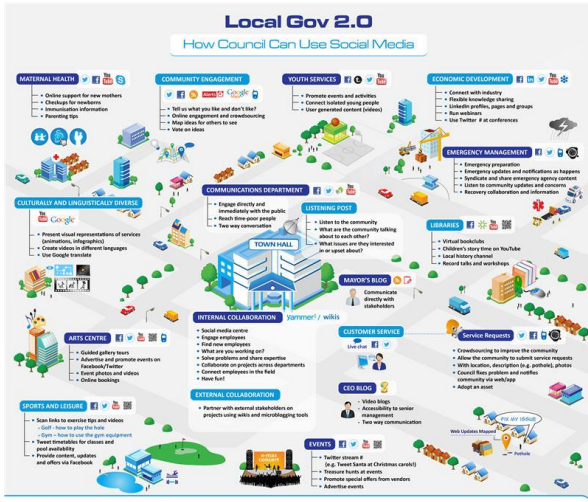 Local Gov 2.0
How Council Can Use Social Media
MATERNAL HEALTH
• Online support for new mothers
• Checkups for newborns
• Immunisation information
• Parenting tips
COMMUNITY ENGAGEMENT
Google
• Tell us what you like and don't like?
• Online engagement and crowdsourcing
• Map ideas for others to see
• Vote on ideas
YOUTH SERVICES
• Promote events and activities
• Connect isolated young people
• User generated content (videos)
ECONOMIC DEVELOPMENT
• Connect with industry
• Flexible knowledge sharing
• LinkedIn profiles, pages and groups
• Run webinars
• Use Twitter # at conferences
EMERGENCY MANAGEMENT
• Emergency preparation
• Emergency updates and notifications as happens
• Syndicate and share emergency agency content
• Listen to community updates and concerns
• Recovery collaboration and information
CULTURALLY AND LINGUISTICALLY DIVERSE
Google
• Present visual representations of services
(animations, infographics)
• Create videos in different languages
• Use Google translate
COMMUNICATIONS DEPARTMENT
• Engage directly and
immediately with the public
• Reach time-poor people
• Two way conversation
LISTENING POST
• Listen to the community
• What are the community talking
about to each other?
• What issues are they interested
in or upset about?
TOWN HALL
LIBRARIES
• Virtual bookclubs
• Children's story time on YouTube
• Local history channel
• Record talks and workshops
MAYOR'S BLOG
Communicate
directly with
stakeholders
ARTS CENTRE
• Guided gallery tours
• Advertise and promote events on
Facebook/Twitter
• Event photos and videos
• Online bookings
INTERNAL COLLABORATION
yammer / wikis
• Social media centre
• Engage employees
• Find new employees
• What are you working on?
• Solve problems and share expertise
• Collaborate on projects across departments
• Connect employees in the field
• Have fun!
EXTERNAL COLLABORATION
• Partner with external stakeholders on
projects using wikis and microblogging tools
CUSTOMER SERVICE
Live chat
Service Requests
• Crowdsourcing to improve the community
• Allow the community to submit service requests
• With location, description (e.g. pothole), photos
• Council fixes problem and notifies
community via web/app
• Adopt an asset
CEO BLOG
• Video blogs
• Accessibility to senior
management
• Two way communication
FIX MY ISSUE
Web Updates Mapped
Pothole
SPORTS AND LEISURE
• Scan links to exercise tips and videos
- Golf - how to play the hole
- Gym - how to use the gym equipment
• Tweet timetables for classes and
pool availability
• Provide content, updates
and offers via Facebook
EVENTS
• Twitter stream #
(e.g. Tweet Santa at Christmas carols!)
• Treasure hunts at events
• Promote special offers from vendors
• Advertise events